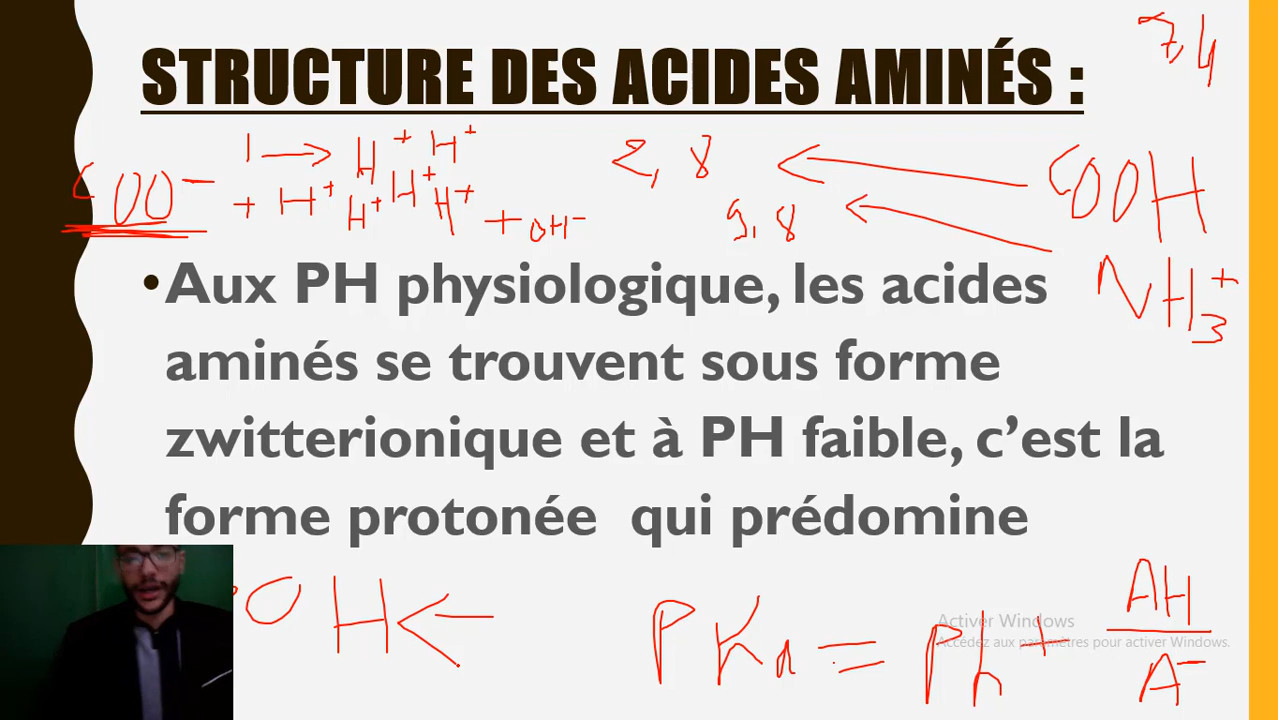 STRUCTURE DES ACIDES AMINÉS :
7,4
COO⁻
1 → H⁺ H⁺
+ H⁺ H⁺ H⁺ H⁺ + OH⁻
2,8 ← COOH
9,8 ← NH₃⁺
•Aux PH physiologique, les acides
aminés se trouvent sous forme
zwitterionique et à PH faible, c’est la
forme protonée qui prédomine
OH ←
PKa = Ph + AH / A⁻
Activer Windows
Accédez aux paramètres pour activer Windows.